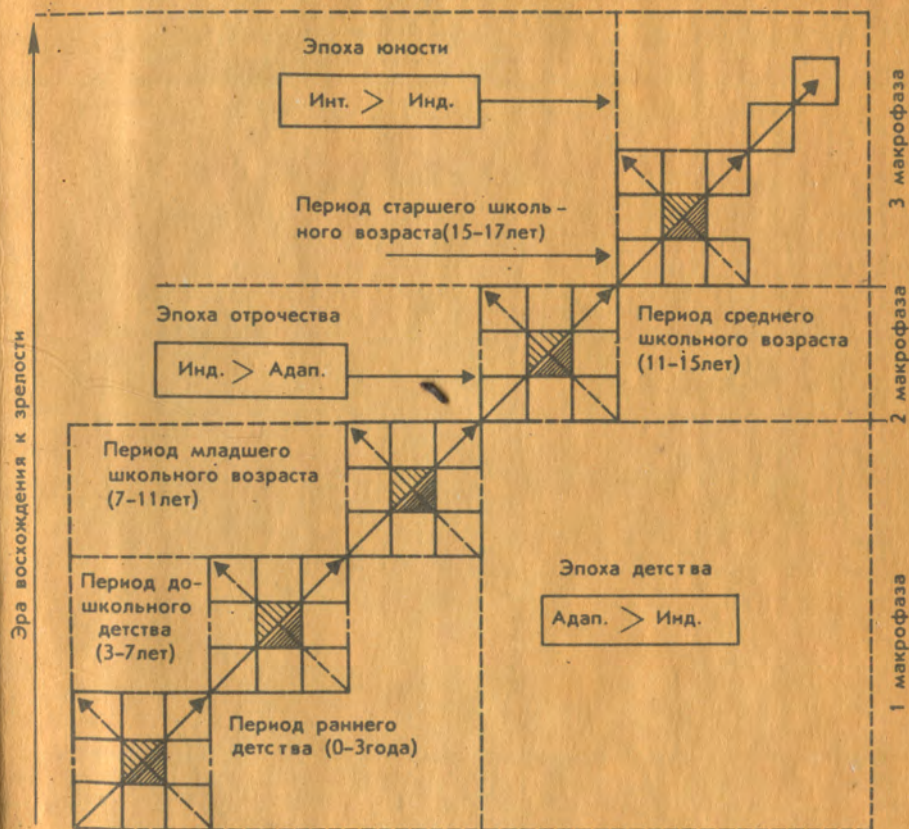 Эпоха юности
Инт. > Инд.
Период старшего школь-
ного возраста(15-17лет)
Эпоха отрочества
Инд. > Адап.
Период среднего
школьного возраста
(11-15лет)
Период младшего
школьного возраста
(7-11лет)
Эпоха детства
Адап. > Инд.
Период до-
школьного
детства
(3-7лет)
Период раннего
детства (0-3года)
Эра восхождения к зрелости
3 макрофаза
2 макрофаза
1 макрофаза